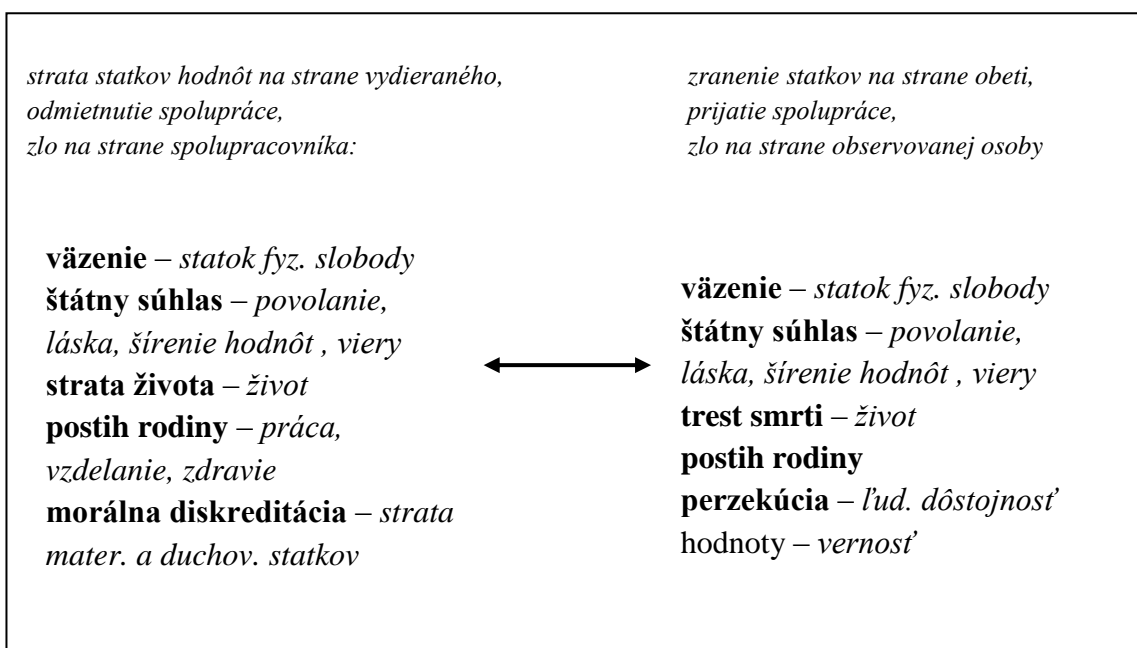 strata statkov hodnôt na strane vydieraného,
odmietnutie spolupráce,
zlo na strane spolupracovníka:
zranenie statkov na strane obeti,
prijatie spolupráce,
zlo na strane observovanej osoby
väzenie – statok fyz. slobody
štátny súhlas – povolanie,
láska, šírenie hodnôt , viery
strata života – život
postih rodiny – práca,
vzdelanie, zdravie
morálna diskreditácia – strata
mater. a duchov. statkov
väzenie – statok fyz. slobody
štátny súhlas – povolanie,
láska, šírenie hodnôt , viery
trest smrti – život
postih rodiny
perzekúcia – ľud. dôstojnosť
hodnoty – vernosť